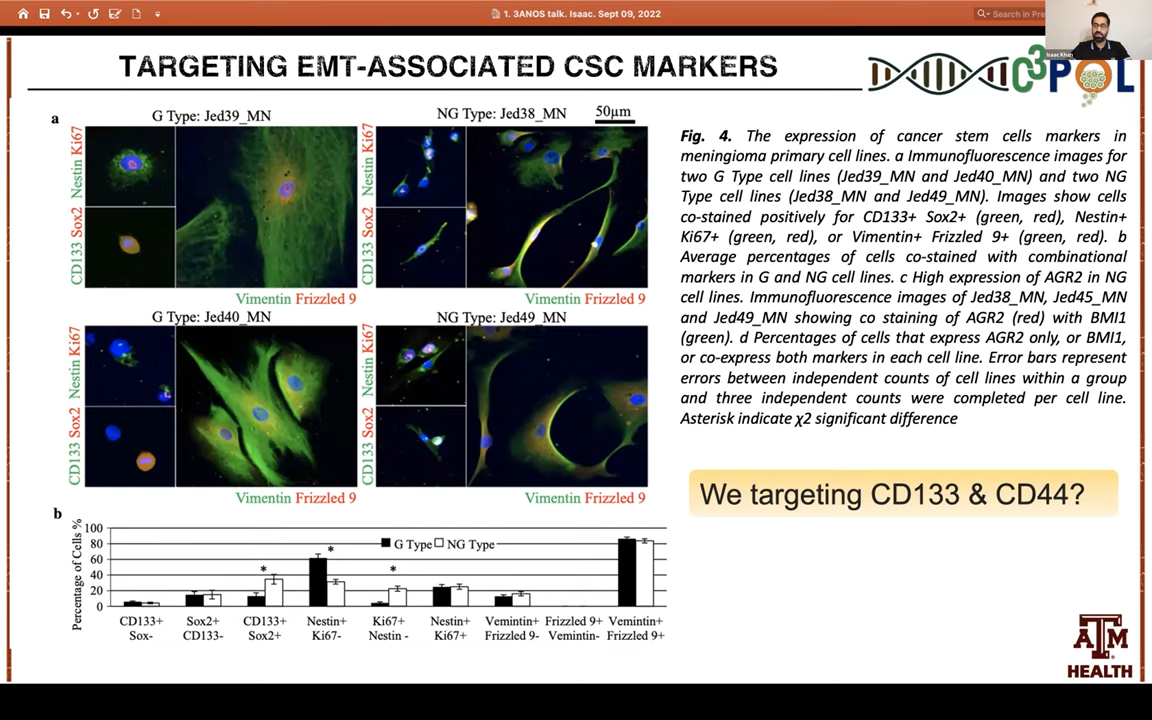 1. 3ANOS talk. Isaac. Sept 09, 2022
Search in Pre
Isaac Khan
TARGETING EMT-ASSOCIATED CSC MARKERS
C3POL
a
G Type: Jed39_MN
NG Type: Jed38_MN
50µm
Nestin Ki67
CD133 Sox2
Nestin Ki67
CD133 Sox2
Vimentin Frizzled 9
Vimentin Frizzled 9
G Type: Jed40_MN
NG Type: Jed49_MN
Nestin Ki67
CD133 Sox2
Nestin Ki67
CD133 Sox2
Vimentin Frizzled 9
Vimentin Frizzled 9
b
Percentage of Cells %
100
80
60
40
20
0
G Type NG Type
*
*
*
CD133+
Sox-
Sox2+
CD133-
CD133+
Sox2+
Nestin+
Ki67-
Ki67+
Nestin -
Nestin+
Ki67+
Vemintin+
Frizzled 9-
Frizzled 9+
Vemintin-
Vemintin+
Frizzled 9+
Fig. 4. The expression of cancer stem cells markers in
meningioma primary cell lines. a Immunofluorescence images for
two G Type cell lines (Jed39_MN and Jed40_MN) and two NG
Type cell lines (Jed38_MN and Jed49_MN). Images show cells
co-stained positively for CD133+ Sox2+ (green, red), Nestin+
Ki67+ (green, red), or Vimentin+ Frizzled 9+ (green, red). b
Average percentages of cells co-stained with combinational
markers in G and NG cell lines. c High expression of AGR2 in NG
cell lines. Immunofluorescence images of Jed38_MN, Jed45_MN
and Jed49_MN showing co staining of AGR2 (red) with BMI1
(green). d Percentages of cells that express AGR2 only, or BMI1,
or co-express both markers in each cell line. Error bars represent
errors between independent counts of cell lines within a group
and three independent counts were completed per cell line.
Asterisk indicate χ2 significant difference
We targeting CD133 & CD44?
ATM
HEALTH